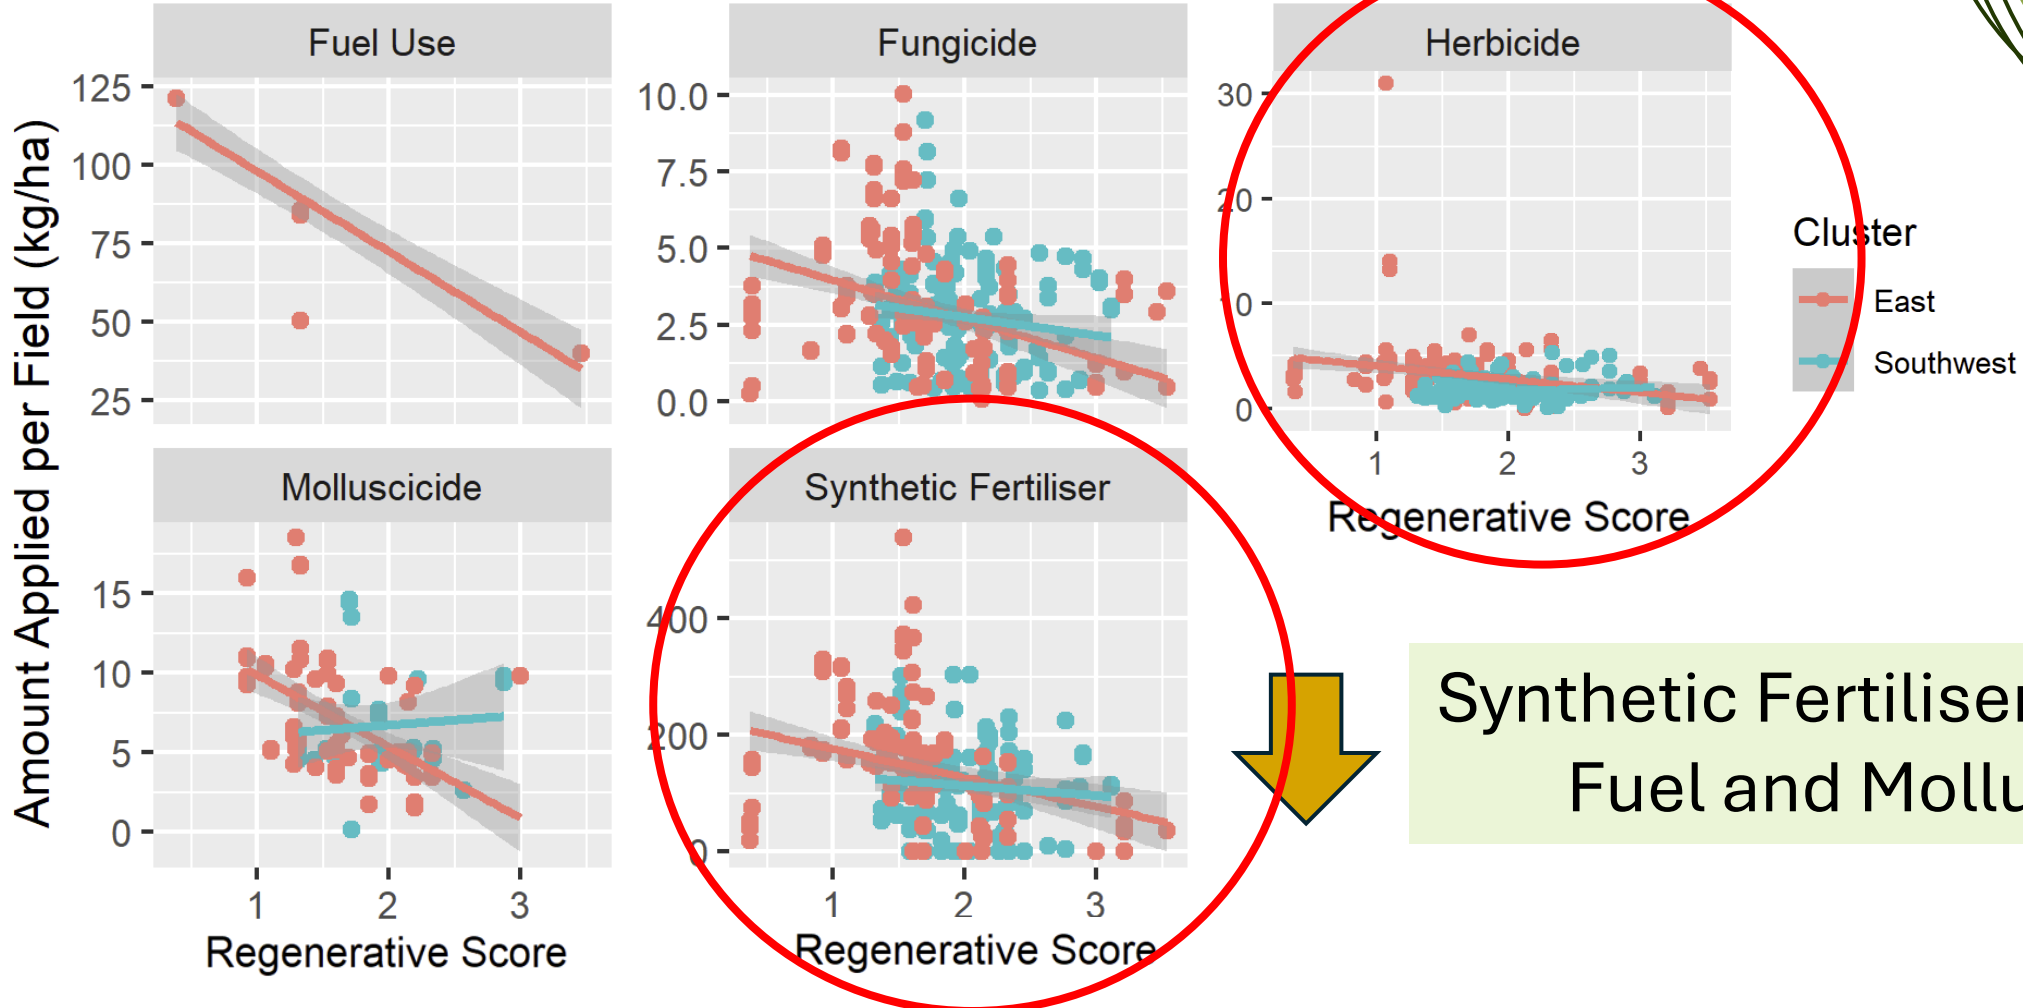 Fuel Use
Fungicide
Herbicide
Amount Applied per Field (kg/ha)
125
100
75
50
25
10.0
7.5
5.0
2.5
0.0
30
20
10
0
1 2 3
Regenerative Score
Cluster
East
Southwest
Molluscicide
Synthetic Fertiliser
15
10
5
0
400
200
0
1 2 3
Regenerative Score
1 2 3
Regenerative Score
Synthetic Fertiliser
Fuel and Mollu